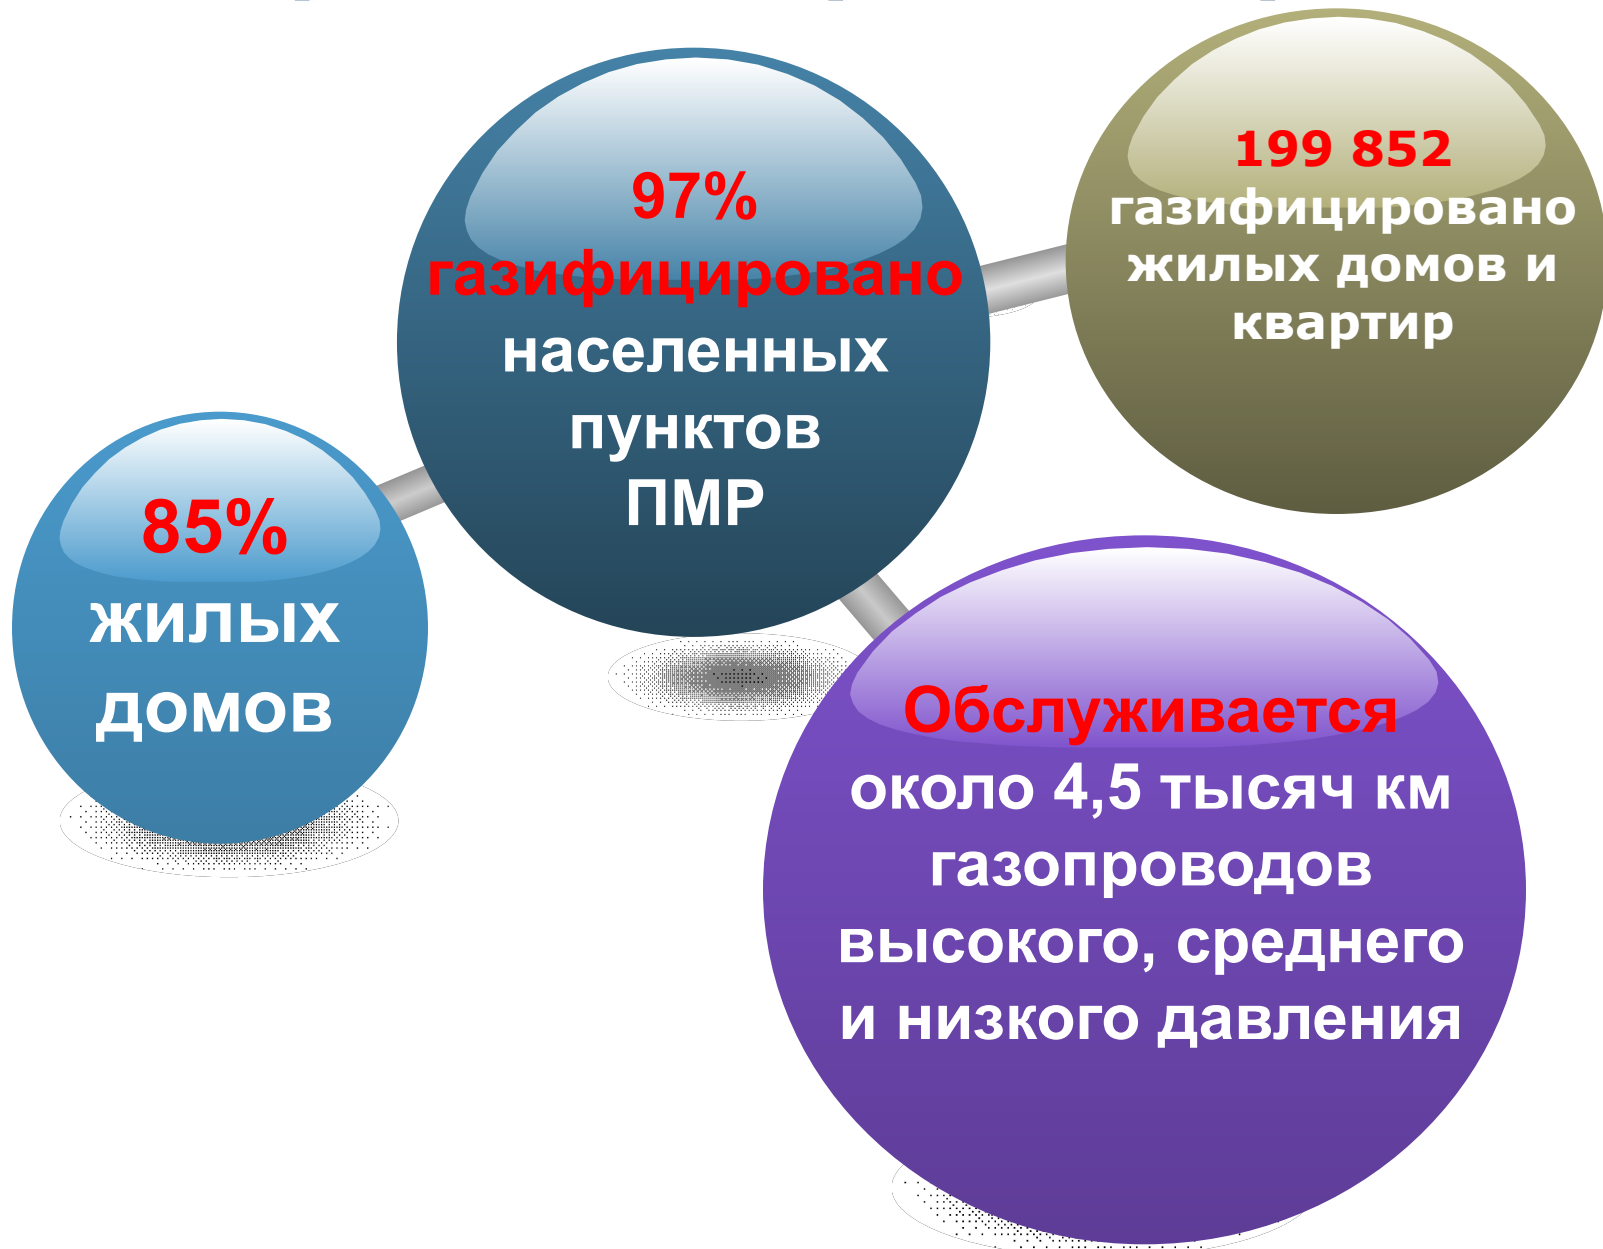 97%
газифицировано
населенных
пунктов
ПМР
199 852
газифицировано
жилых домов и
квартир
85%
жилых
домов
Обслуживается
около 4,5 тысяч км
газопроводов
высокого, среднего
и низкого давления